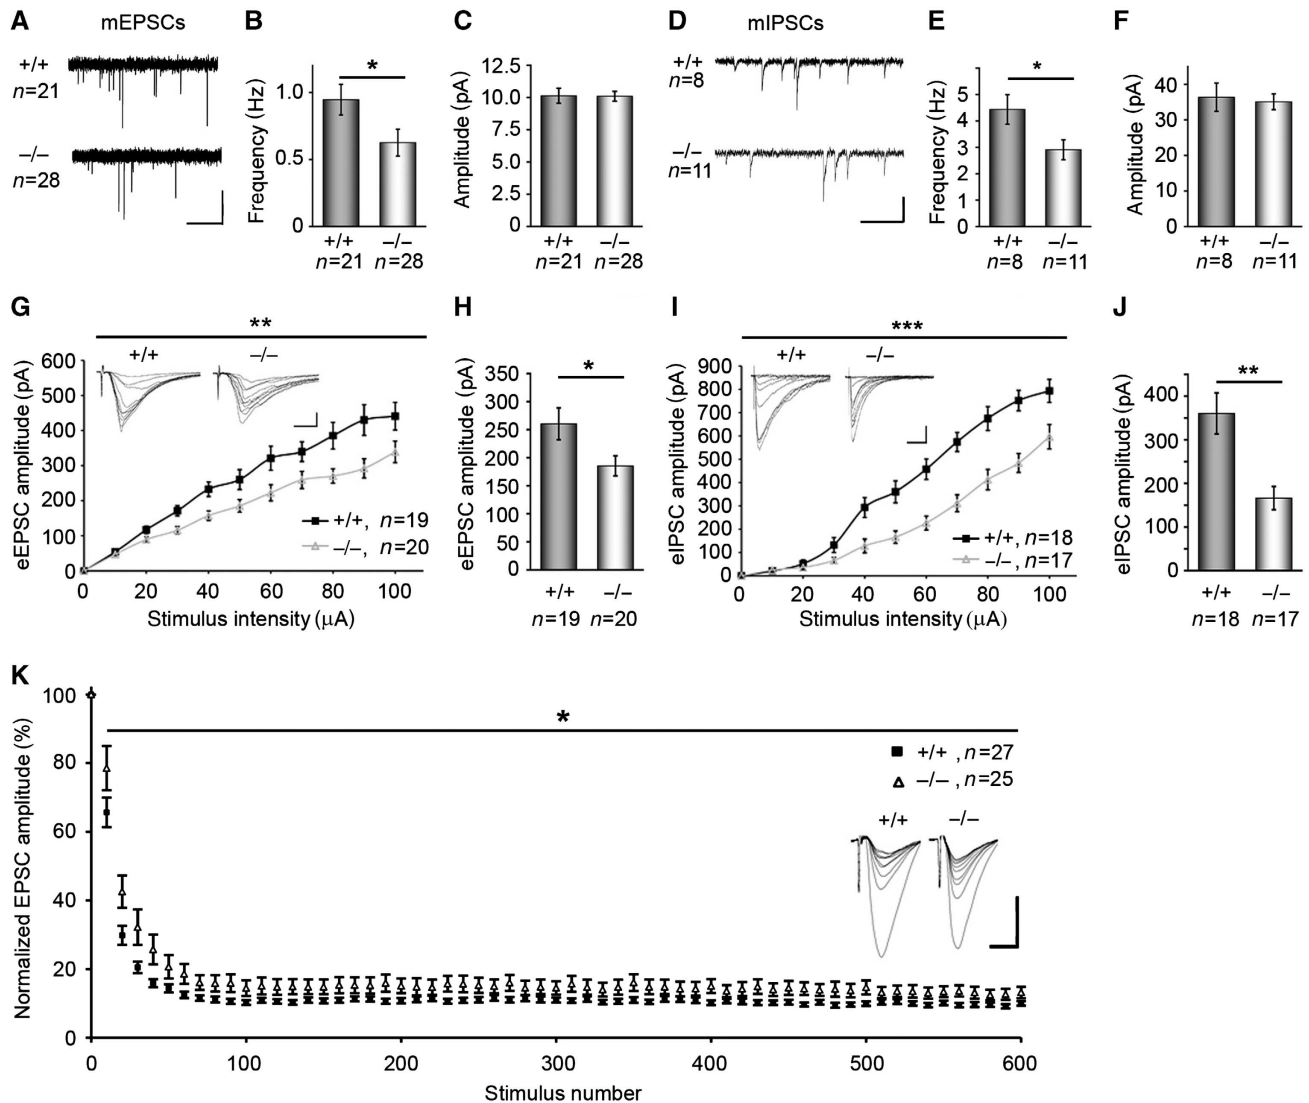 A mEPSCs
+/+
n=21
–/–
n=28
B
Frequency (Hz)
1.0
0.5
0
*
+/+ –/–
n=21 n=28
C
Amplitude (pA)
12.5
10.0
7.5
5.0
2.5
0
+/+ –/–
n=21 n=28
D mIPSCs
+/+
n=8
–/–
n=11
E
Frequency (Hz)
5
4
3
2
1
0
*
+/+ –/–
n=8 n=11
F
Amplitude (pA)
40
30
20
10
0
+/+ –/–
n=8 n=11
G
**
+/+ –/–
eEPSC amplitude (pA)
600
500
400
300
200
100
0
+/+, n=19
–/–, n=20
0 20 40 60 80 100
Stimulus intensity (μA)
H
*
eEPSC amplitude (pA)
350
300
250
200
150
100
50
0
+/+ –/–
n=19 n=20
I
***
+/+ –/–
eIPSC amplitude (pA)
900
800
700
600
500
400
300
200
100
0
+/+, n=18
–/–, n=17
0 20 40 60 80 100
Stimulus intensity (μA)
J
**
eIPSC amplitude (pA)
400
300
200
100
0
+/+ –/–
n=18 n=17
K
*
Normalized EPSC amplitude (%)
100
80
60
40
20
0
+/+ , n=27
–/– , n=25
+/+ –/–
0 100 200 300 400 500 600
Stimulus number